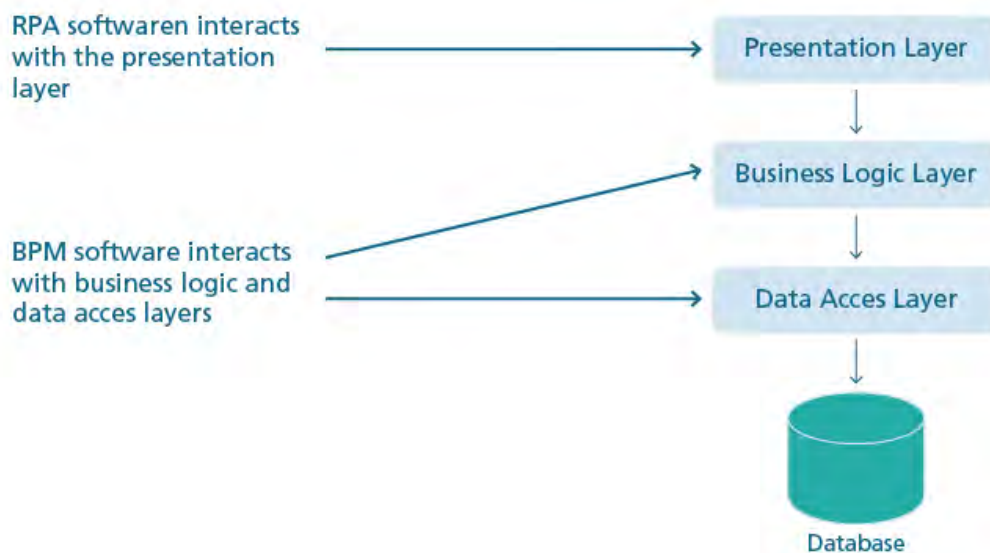 RPA softwaren interacts
with the presentation
layer
Presentation Layer
Business Logic Layer
BPM software interacts
with business logic and
data acces layers
Data Acces Layer
Database